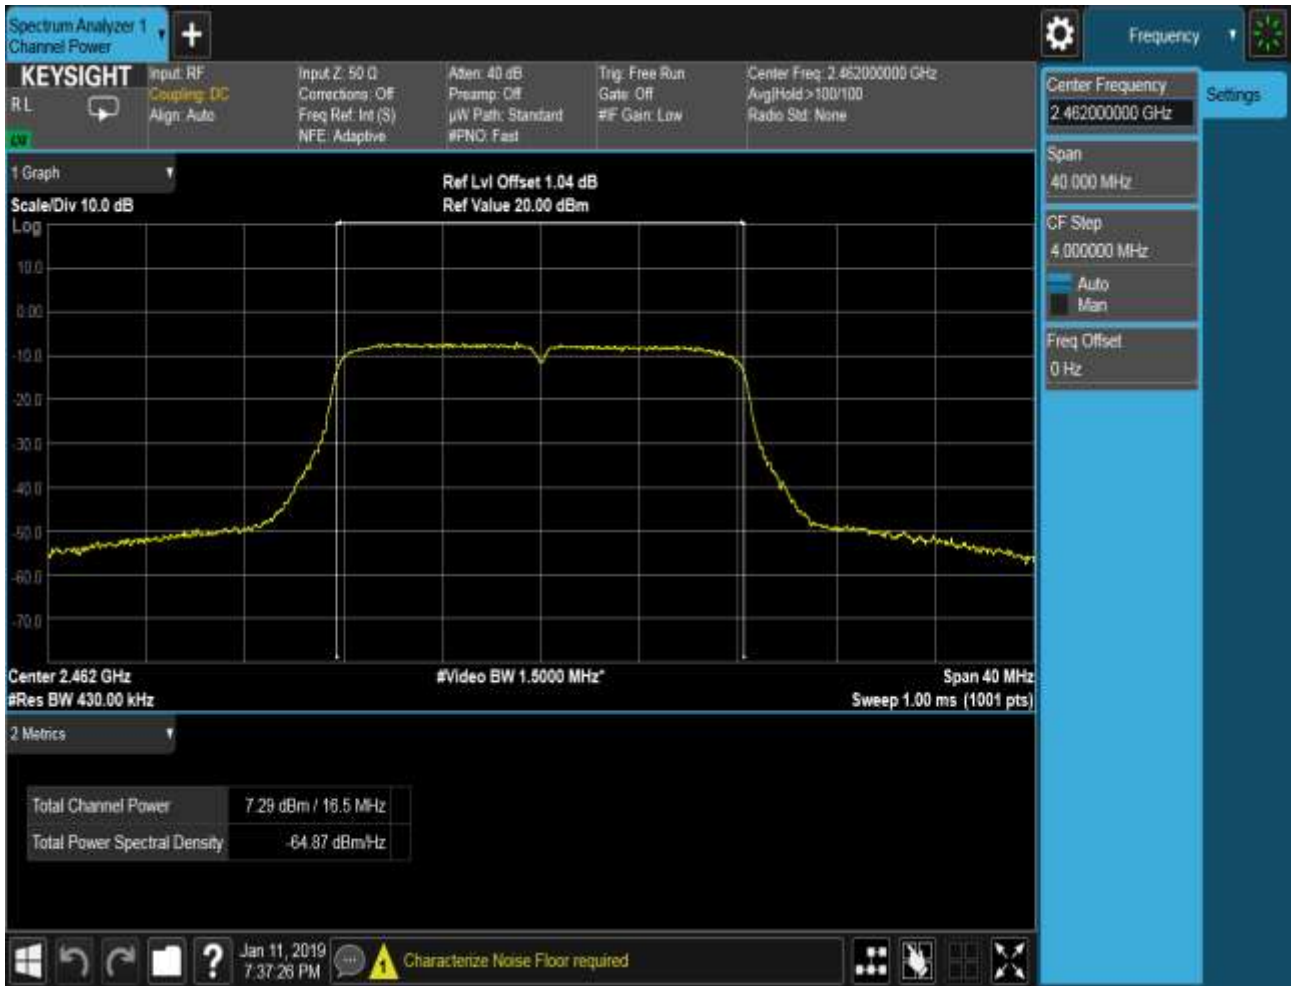 Spectrum Analyzer 1
Channel Power
+
Frequency
KEYSIGHT
RL
LXI
Input: RF
Coupling: DC
Align: Auto
Input Z: 50 Ω
Corrections: Off
Freq Ref: Int (S)
NFE: Adaptive
Atten: 40 dB
Preamp: Off
µW Path: Standard
#PNO: Fast
Trig: Free Run
Gate: Off
#IF Gain: Low
Center Freq: 2.462000000 GHz
Avg|Hold:>100/100
Radio Std: None
Center Frequency
2.462000000 GHz
Settings
Span
40.000 MHz
CF Step
4.000000 MHz
Auto
Man
Freq Offset
0 Hz
1 Graph
Scale/Div 10.0 dB
Ref Lvl Offset 1.04 dB
Ref Value 20.00 dBm
Log
10.0
0.00
-10.0
-20.0
-30.0
-40.0
-50.0
-60.0
-70.0
Center 2.462 GHz
#Video BW 1.5000 MHz*
Span 40 MHz
#Res BW 430.00 kHz
Sweep 1.00 ms (1001 pts)
2 Metrics
Total Channel Power
7.29 dBm / 16.5 MHz
Total Power Spectral Density
-64.87 dBm/Hz
?
Jan 11, 2019
7:37:26 PM
1
Characterize Noise Floor required